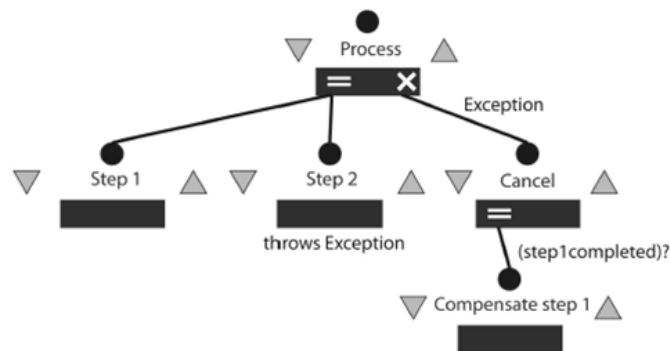 Process
Exception
Step 1
Step 2
Cancel
throws Exception
(step1completed)?
Compensate step 1